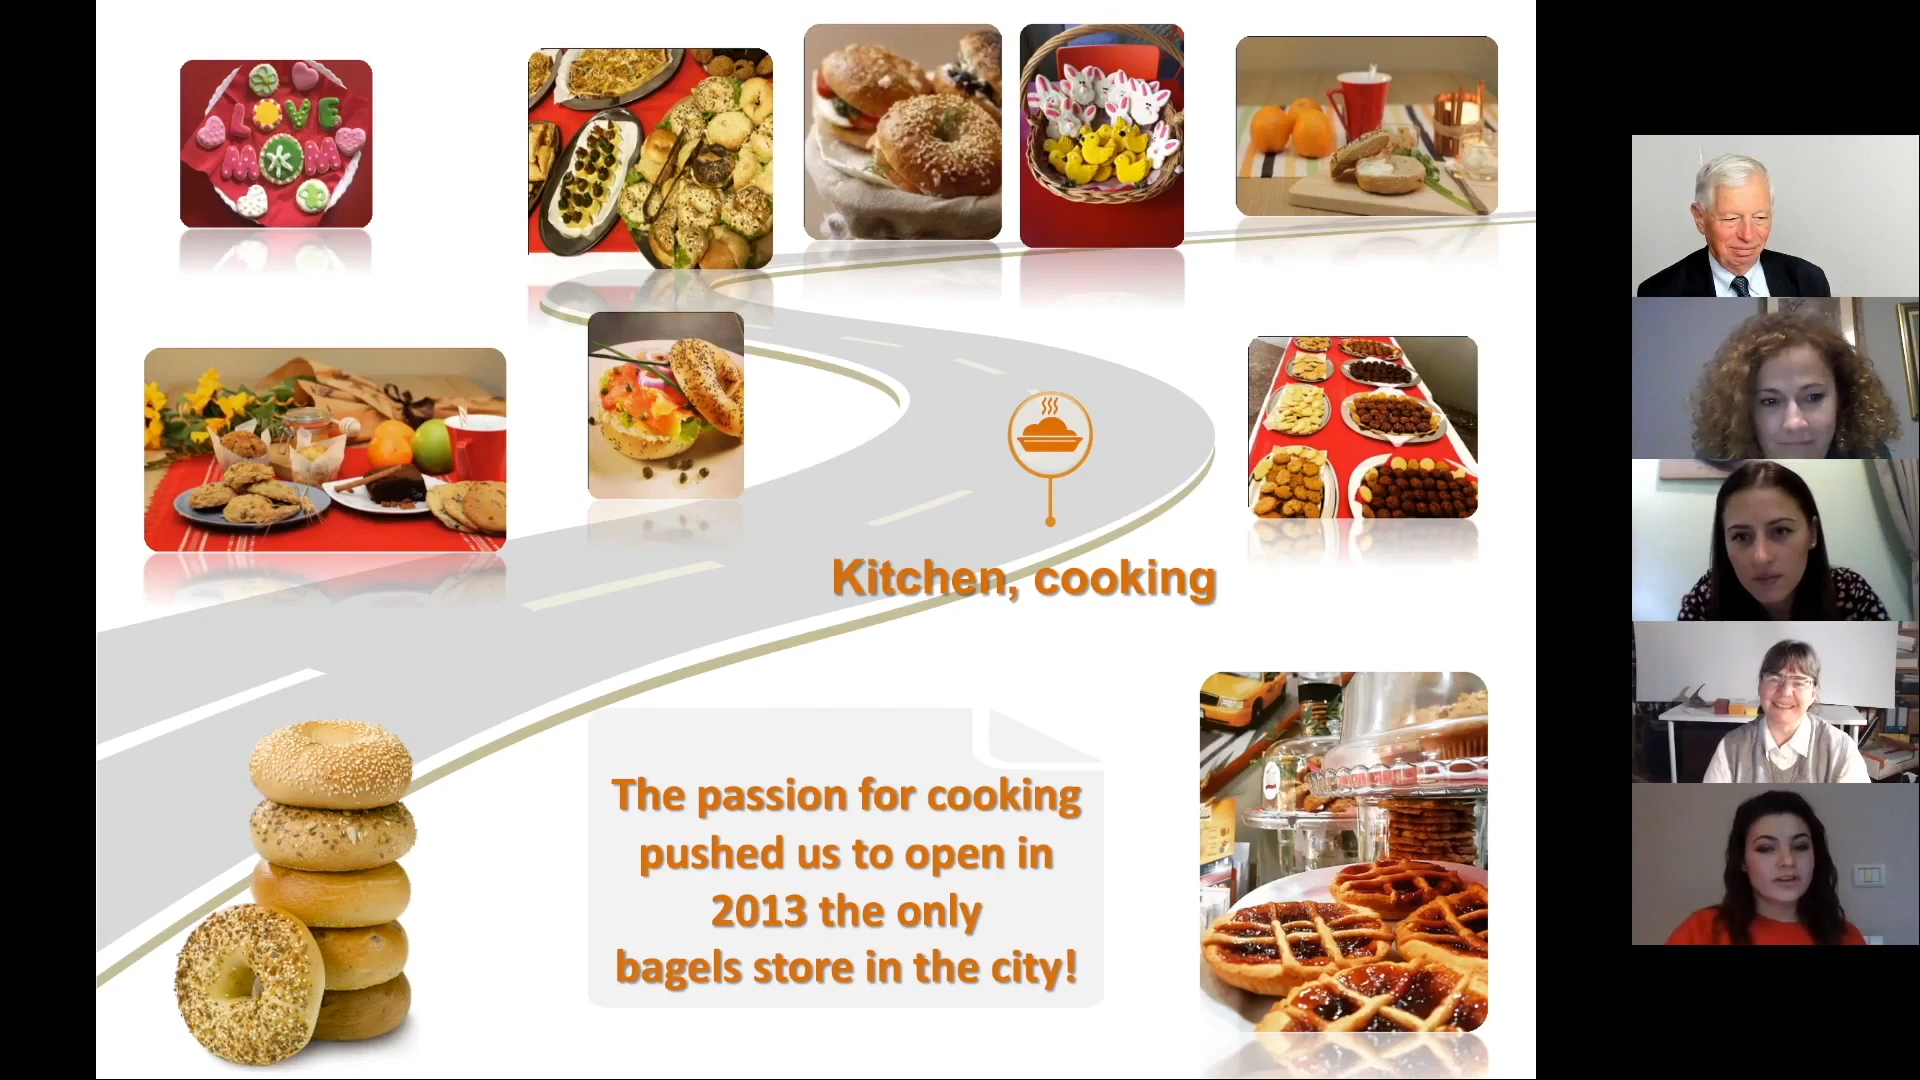 LOVE
MOM
Kitchen, cooking
The passion for cooking
pushed us to open in
2013 the only
bagels store in the city!